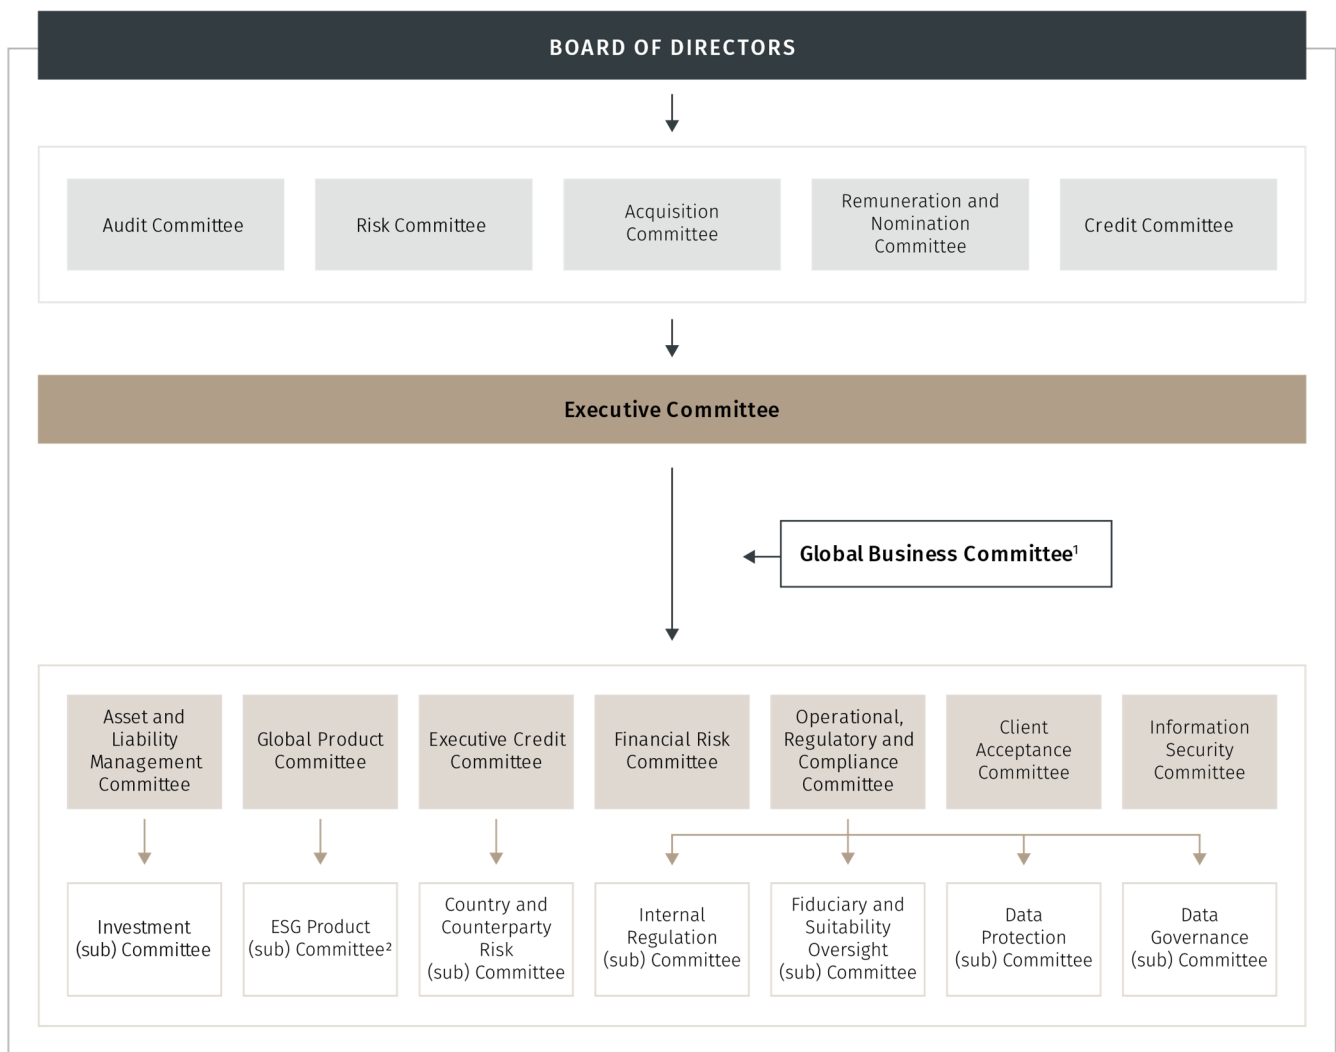 BOARD OF DIRECTORS
Audit Committee
Risk Committee
Acquisition
Committee
Remuneration and
Nomination
Committee
Credit Committee
Executive Committee
Global Business Committee¹
Asset and
Liability
Management
Committee
Global Product
Committee
Executive Credit
Committee
Financial Risk
Committee
Operational,
Regulatory and
Compliance
Committee
Client
Acceptance
Committee
Information
Security
Committee
Investment
(sub) Committee
ESG Product
(sub) Committee²
Country and
Counterparty
Risk
(sub) Committee
Internal
Regulation
(sub) Committee
Fiduciary and
Suitability
Oversight
(sub) Committee
Data
Protection
(sub) Committee
Data
Governance
(sub) Committee